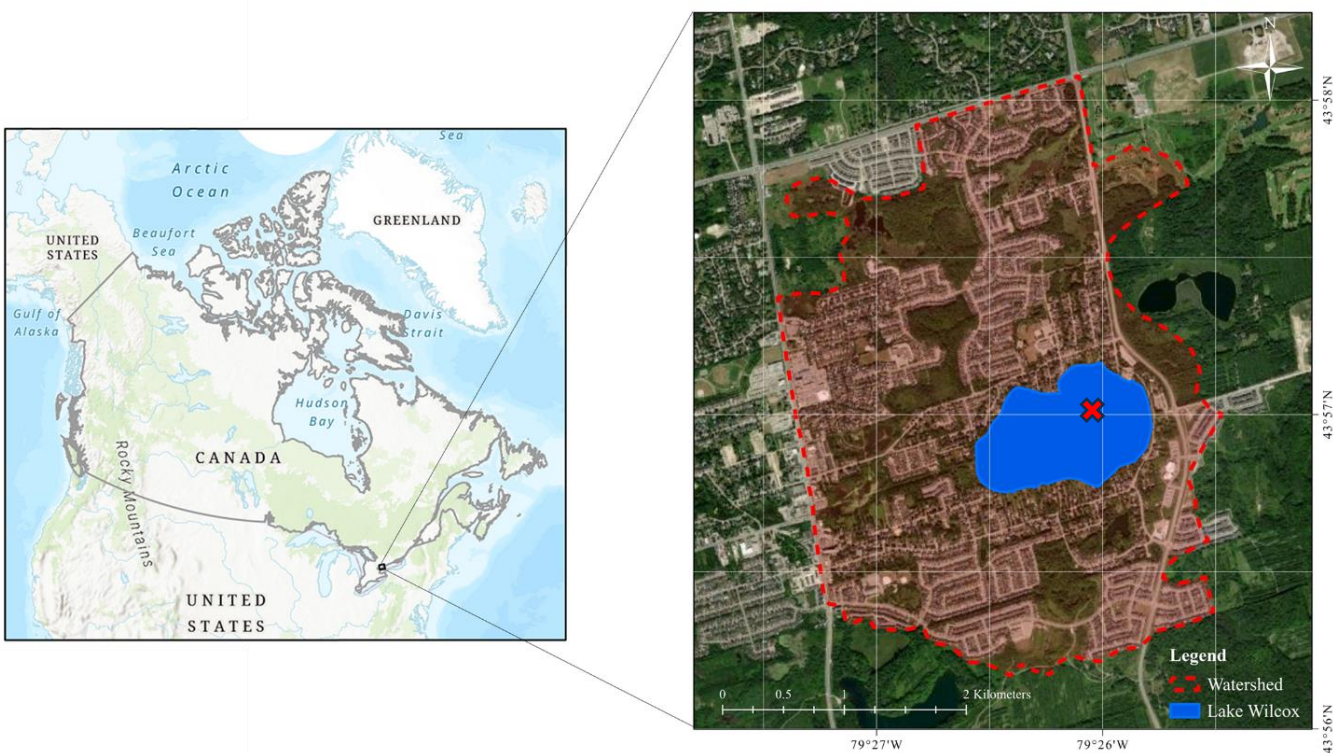 Sea
Arctic
Ocean
GREENLAND
UNITED
STATES
Beaufort
Sea
Gulf of
Alaska
Davis
Strait
Hudson
Bay
CANADA
Rocky Mountains
UNITED
STATES
N
43°58'N
43°57'N
43°56'N
Legend
Watershed
Lake Wilcox
0 0.5 1 2 Kilometers
79°27'W 79°26'W